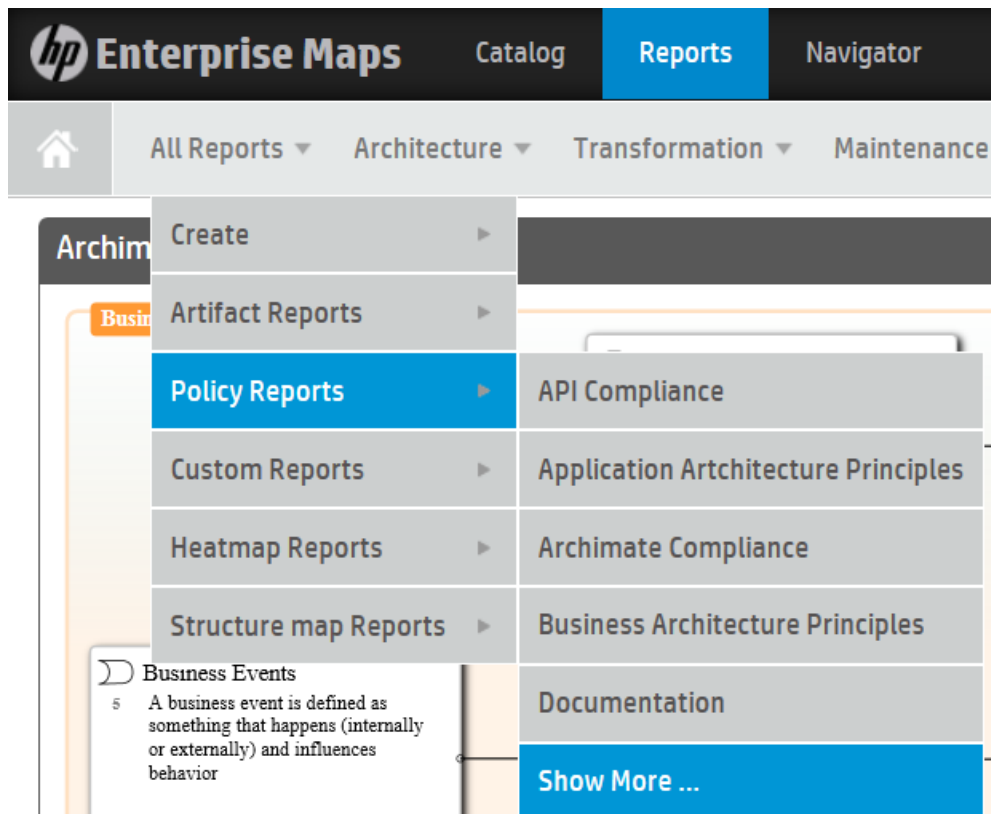 hp Enterprise Maps Catalog Reports Navigator
All Reports Architecture Transformation Maintenance
Archim
Create
Busin
Artifact Reports
Policy Reports
API Compliance
Custom Reports
Application Artchitecture Principles
Heatmap Reports
Archimate Compliance
Structure map Reports
Business Architecture Principles
Business Events
5 A business event is defined as
something that happens (internally
or externally) and influences
behavior
Documentation
Show More ...